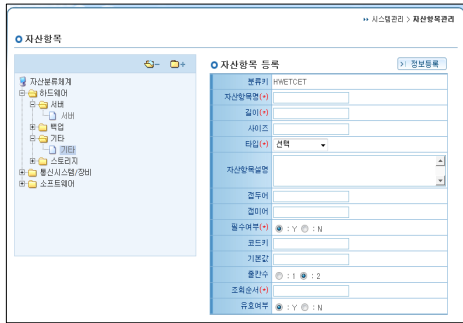 시스템관리 > 자산항목관리
자산항목
자산분류체계
하드웨어
서버
서버
백업
기타
기타
스토리지
통신시스템/장비
소프트웨어
자산항목 등록
정보등록
분류키 HWETCET
자산항목명(*)
길이(*)
사이즈
타입(*) 선택
자산항목설명
접두어
접미어
필수여부(*) : Y : N
코드키
기본값
출칸수 : 1 : 2
조회순서(*)
유효여부 : Y : N